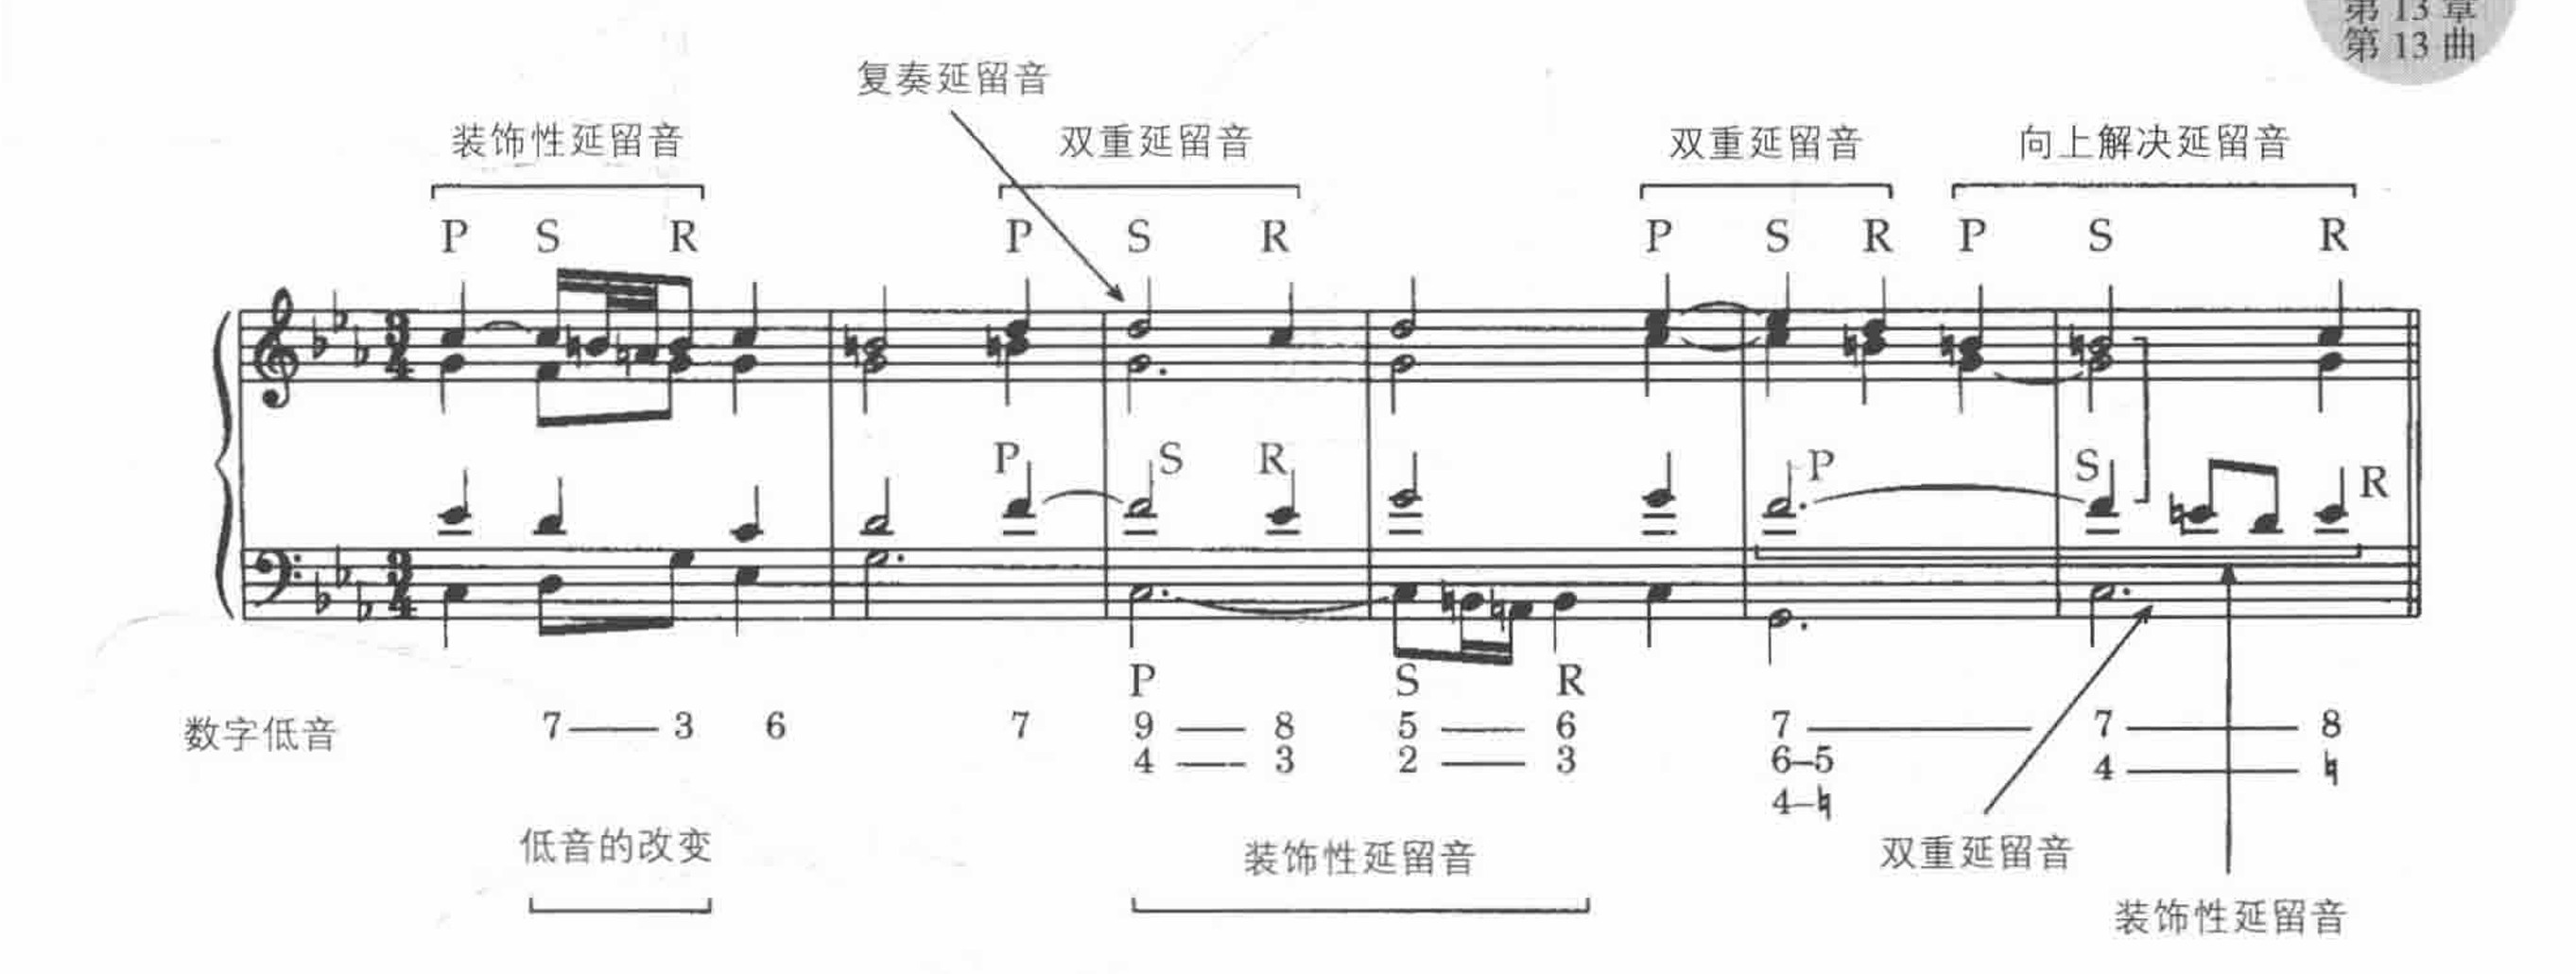 第 13 章
第 13 曲
复奏延留音
装饰性延留音 双重延留音 双重延留音 向上解决延留音
P S R P S R P S R P S R
3
4
P S R P S R
3
4
P S R
数字低音 7 — 3 6 7 9 — 8 5 — 6 7 — 7 — 8
4 — 3 2 — 3 6–5 4 — ♮
4–♮
低音的改变 装饰性延留音 双重延留音
装饰性延留音